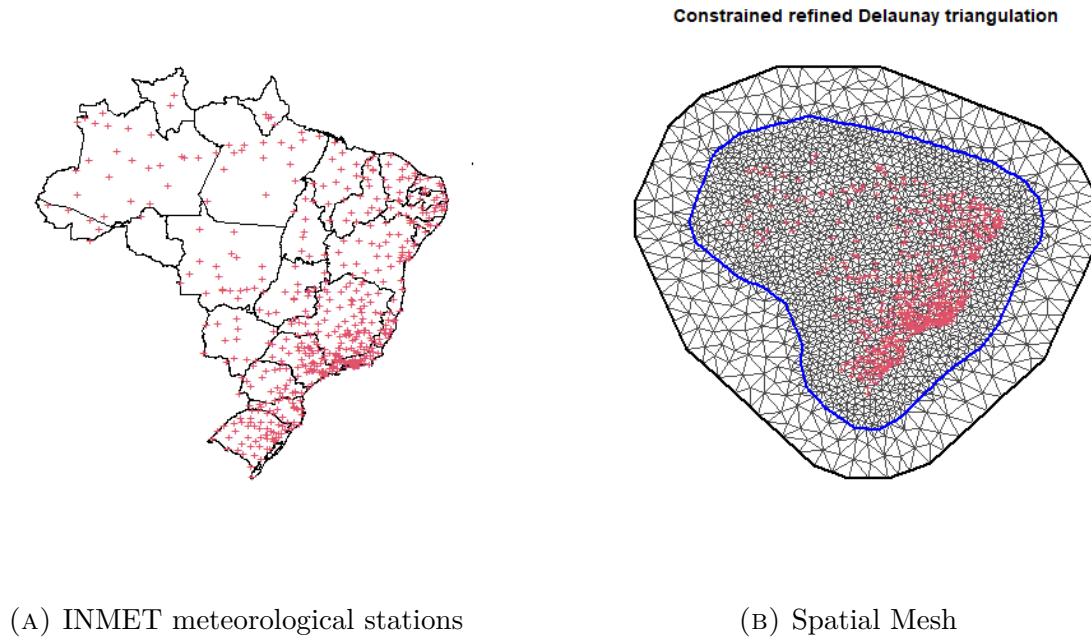 Constrained refined Delaunay triangulation
(A) INMET meteorological stations
(B) Spatial Mesh